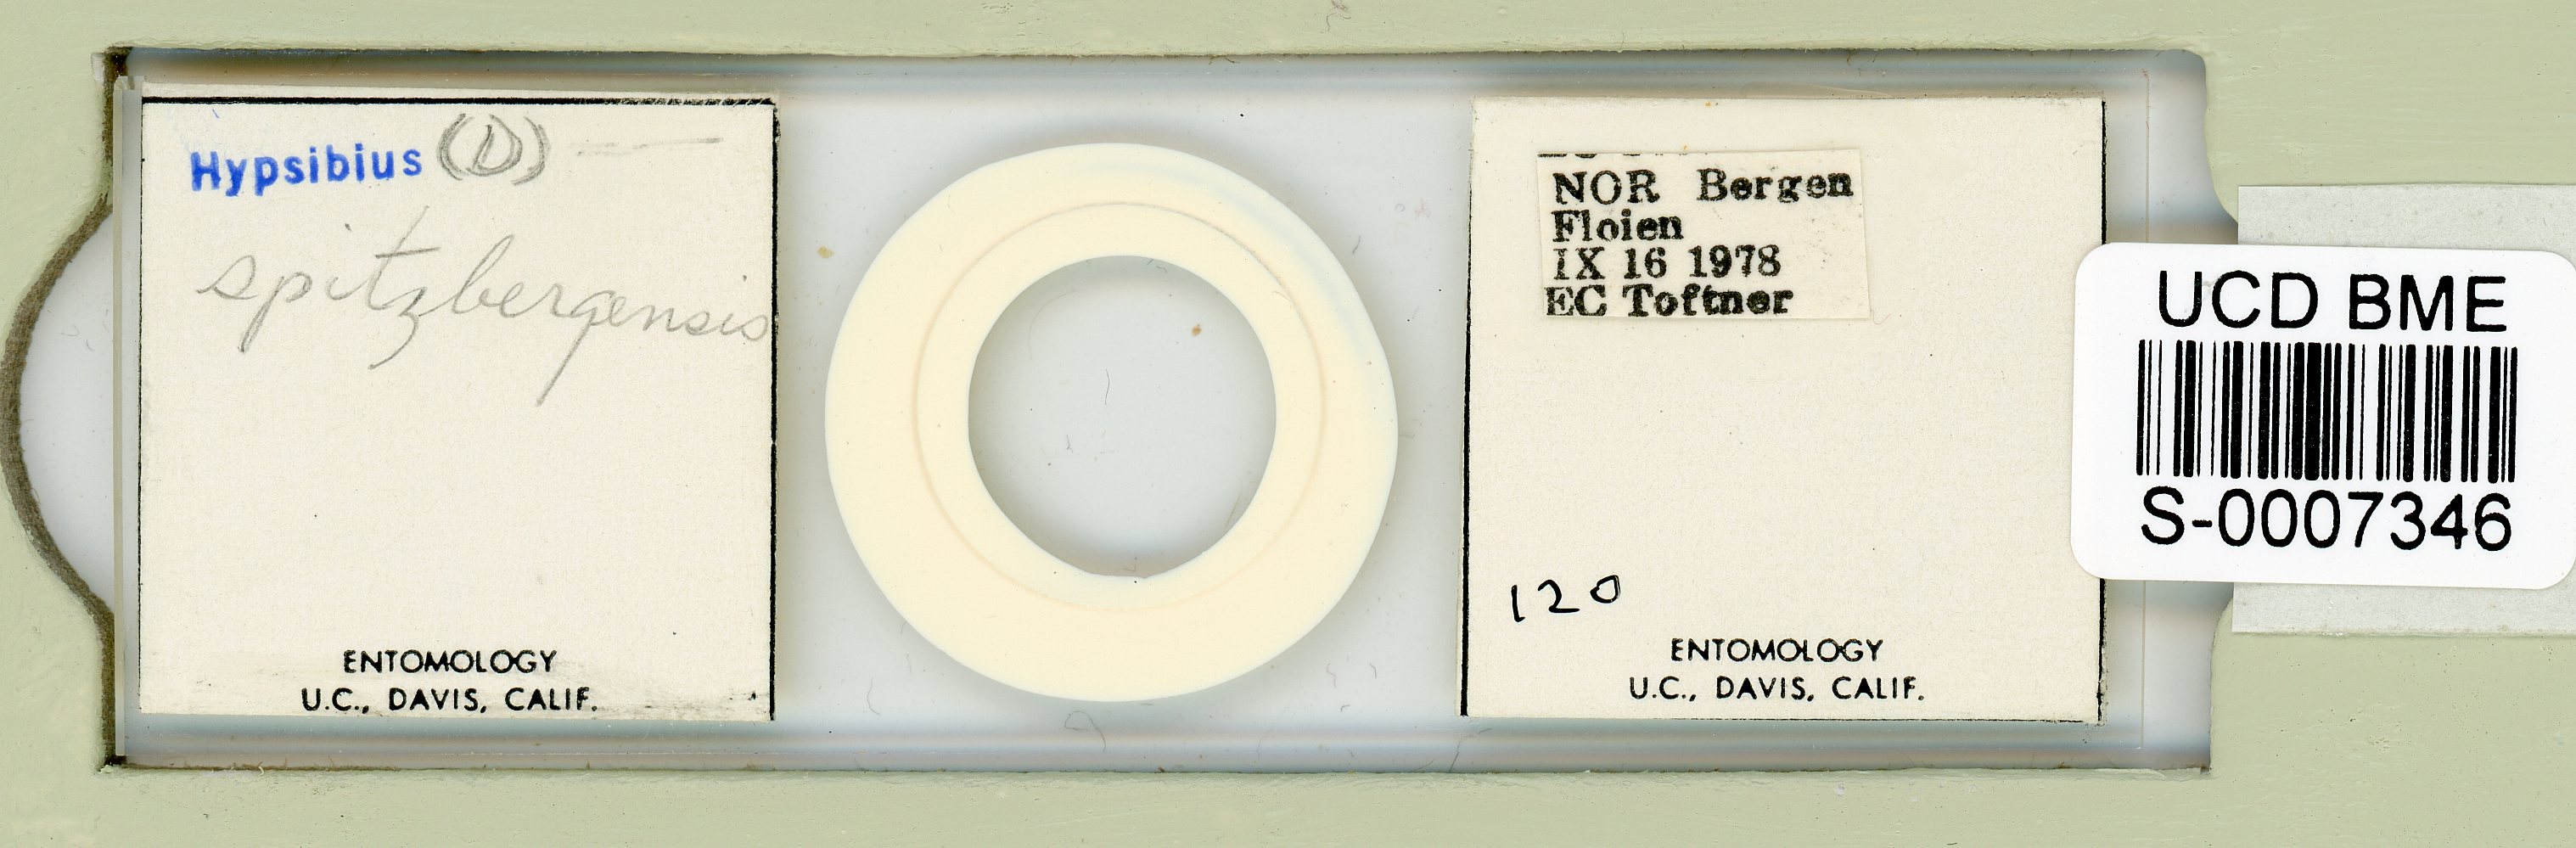 Hypsibius (D)
spitzbergensis
ENTOMOLOGY
U.C., DAVIS, CALIF.
NOR Bergen
Floien
IX 16 1978
EC Toftner
120
ENTOMOLOGY
U.C., DAVIS, CALIF.
UCD BME
S-0007346